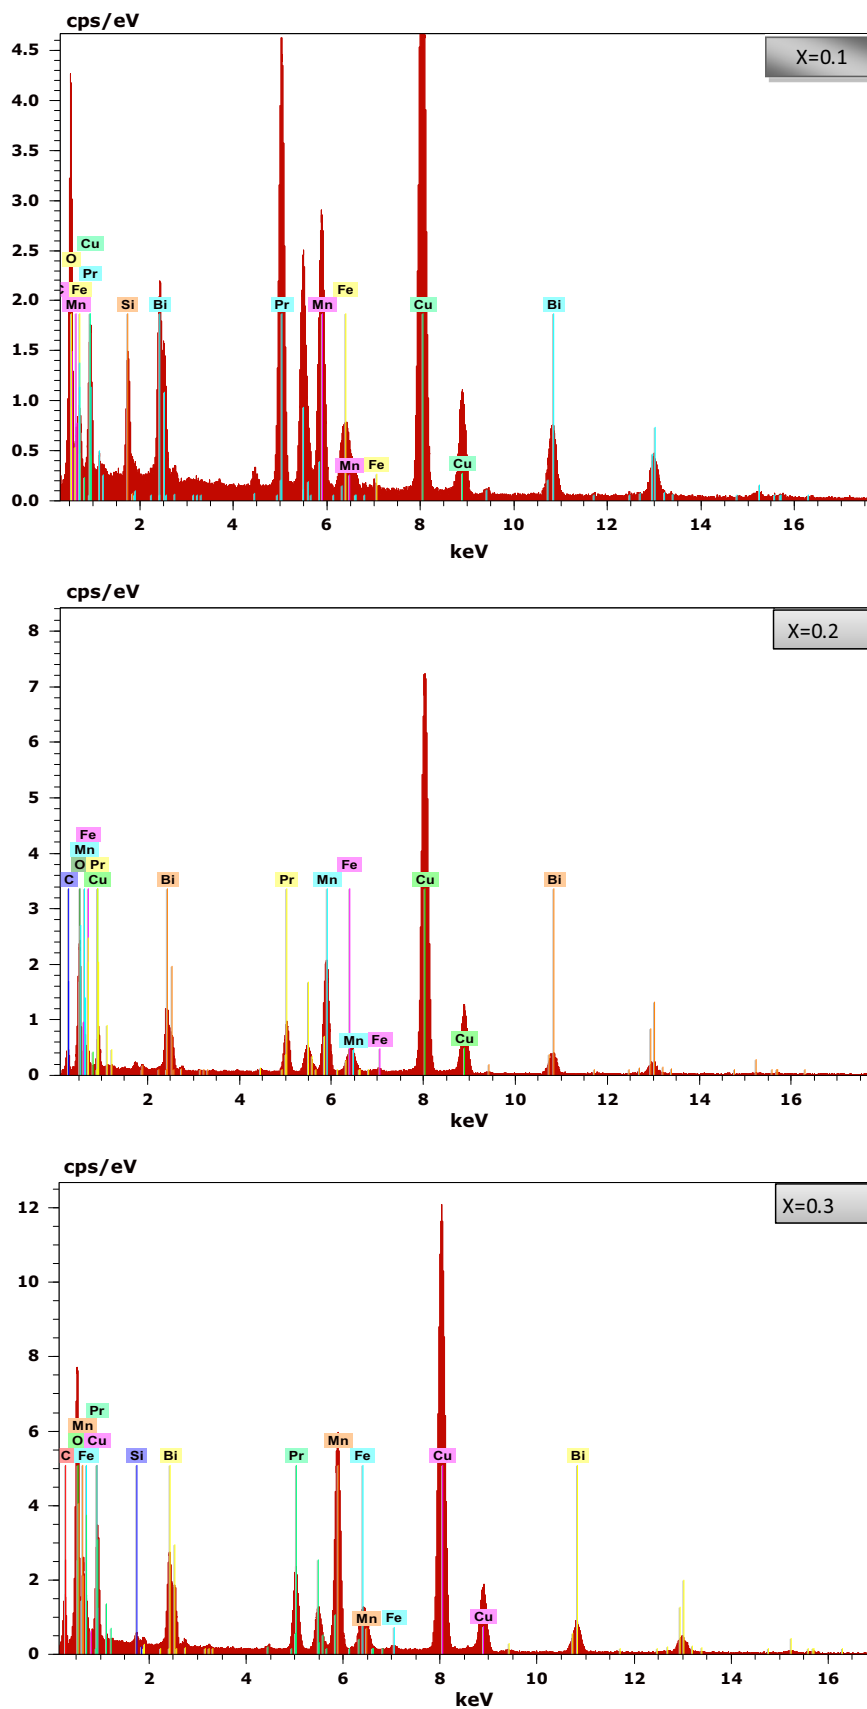 cps/eV
X=0.1
4.5
4.0
3.5
3.0
2.5
Cu
O
Pr
C Fe
2.0
Mn Si Bi Pr Mn Fe Cu Bi
1.5
1.0
0.5
Mn Fe Cu
0.0
2 4 6 8 10 12 14 16
keV
cps/eV
X=0.2
8
7
6
5
Fe
4
Mn
O Pr Fe
C Cu Bi Pr Mn Cu Bi
3
2
1
Mn Fe Cu
0
2 4 6 8 10 12 14 16
keV
cps/eV
X=0.3
12
10
8
Pr
6
Mn Mn
O Cu
C Fe Si Bi Pr Fe Cu Bi
4
2
Mn Fe Cu
0
2 4 6 8 10 12 14 16
keV